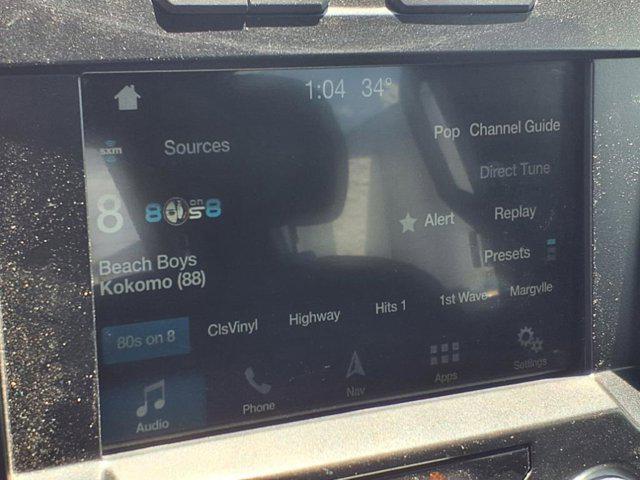 1:04 34°
sxm Sources
Pop Channel Guide
Direct Tune
8 80s on 8
Alert Replay
Presets
Beach Boys
Kokomo (88)
80s on 8 ClsVinyl Highway Hits 1 1st Wave Margvlle
Audio Phone Nav Apps Settings